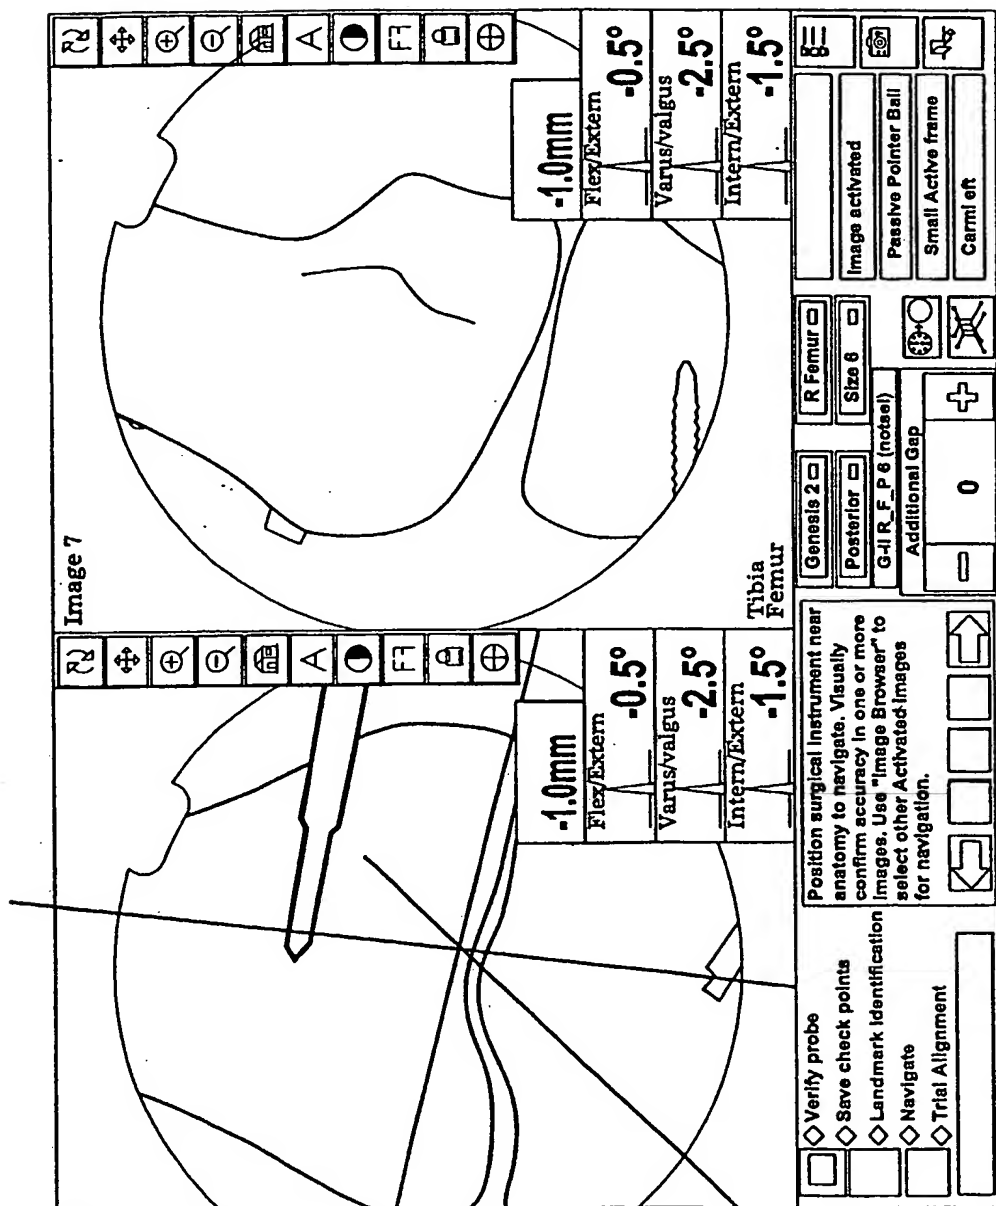 Image 7
-1.0mm
Flex/Extern
-0.5°
Varus/valgus
-2.5°
Intern/Extern
-1.5°
-1.0mm
Flex/Extern
-0.5°
Varus/valgus
-2.5°
Intern/Extern
-1.5°
Tibia
Femur
A
A
Verify probe
Save check points
Landmark Identification
Navigate
Trial Alignment
Position surgical instrument near
anatomy to navigate. Visually
confirm accuracy in one or more
images. Use "Image Browser" to
select other Activated images
for navigation.
Genesis 2
R Femur
Posterior
Size 6
G-II R_F_P 6 (notsel)
Additional Gap
0
Image activated
Passive Pointer Ball
Small Active frame